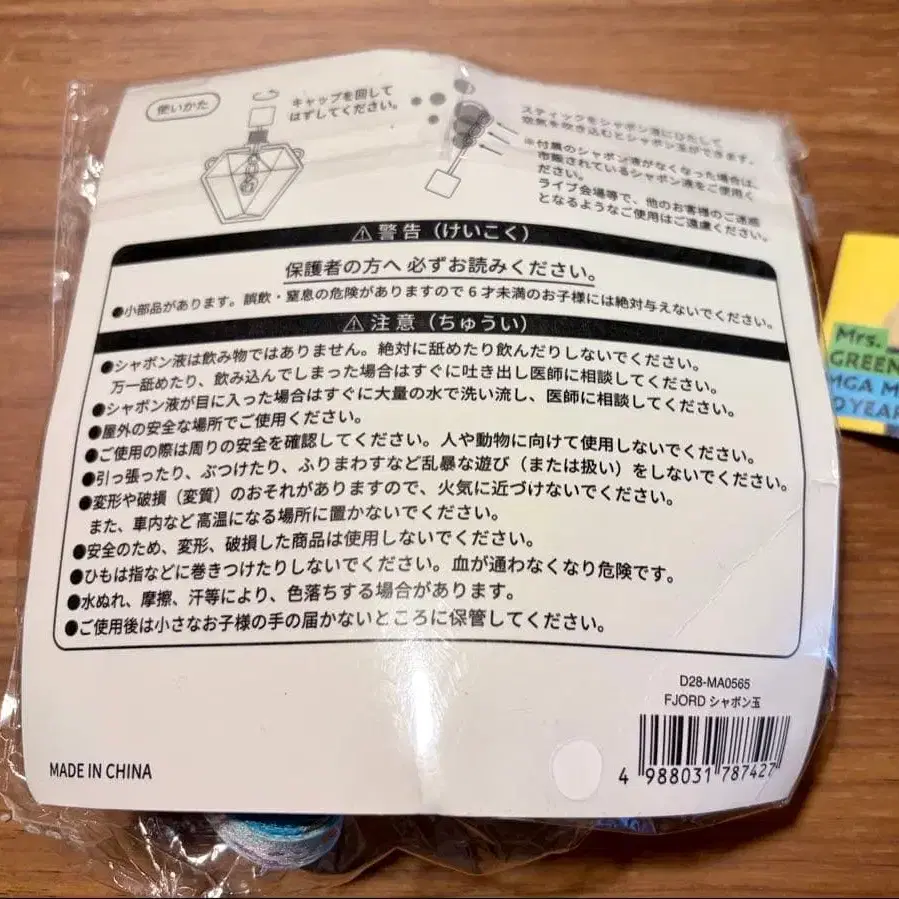 使いかた
キャップを回して
はずしてください。
スティックをシャボン液にひたして
空気を吹き込むとシャボン玉ができます。
※付属のシャボン液がなくなった場合は、
市販されているシャボン液をご使用く
ださい。
ライブ会場等で、他のお客様のご迷惑
となるようなご使用はご遠慮ください。
⚠警告（けいこく）
保護者の方へ 必ずお読みください。
●小部品があります。誤飲・窒息の危険がありますので6才未満のお子様には絶対与えないでください。
⚠注意（ちゅうい）
●シャボン液は飲み物ではありません。絶対に舐めたり飲んだりしないでください。
万一舐めたり、飲み込んでしまった場合はすぐに吐き出し医師に相談してください。
●シャボン液が目に入った場合はすぐに大量の水で洗い流し、医師に相談してください。
●屋外の安全な場所でご使用ください。
●ご使用の際は周りの安全を確認してください。人や動物に向けて使用しないでください。
●引っ張ったり、ぶつけたり、ふりまわすなど乱暴な遊び（または扱い）をしないでください。
●変形や破損（変質）のおそれがありますので、火気に近づけないでください。
また、車内など高温になる場所に置かないでください。
●安全のため、変形、破損した商品は使用しないでください。
●ひもは指などに巻きつけたりしないでください。血が通わなくなり危険です。
●水ぬれ、摩擦、汗等により、色落ちする場合があります。
●ご使用後は小さなお子様の手の届かないところに保管してください。
D28-MA0565
FJORD シャボン玉
4 988031 787427
MADE IN CHINA
Mrs.
GREEN
MGA M
0 YEAR